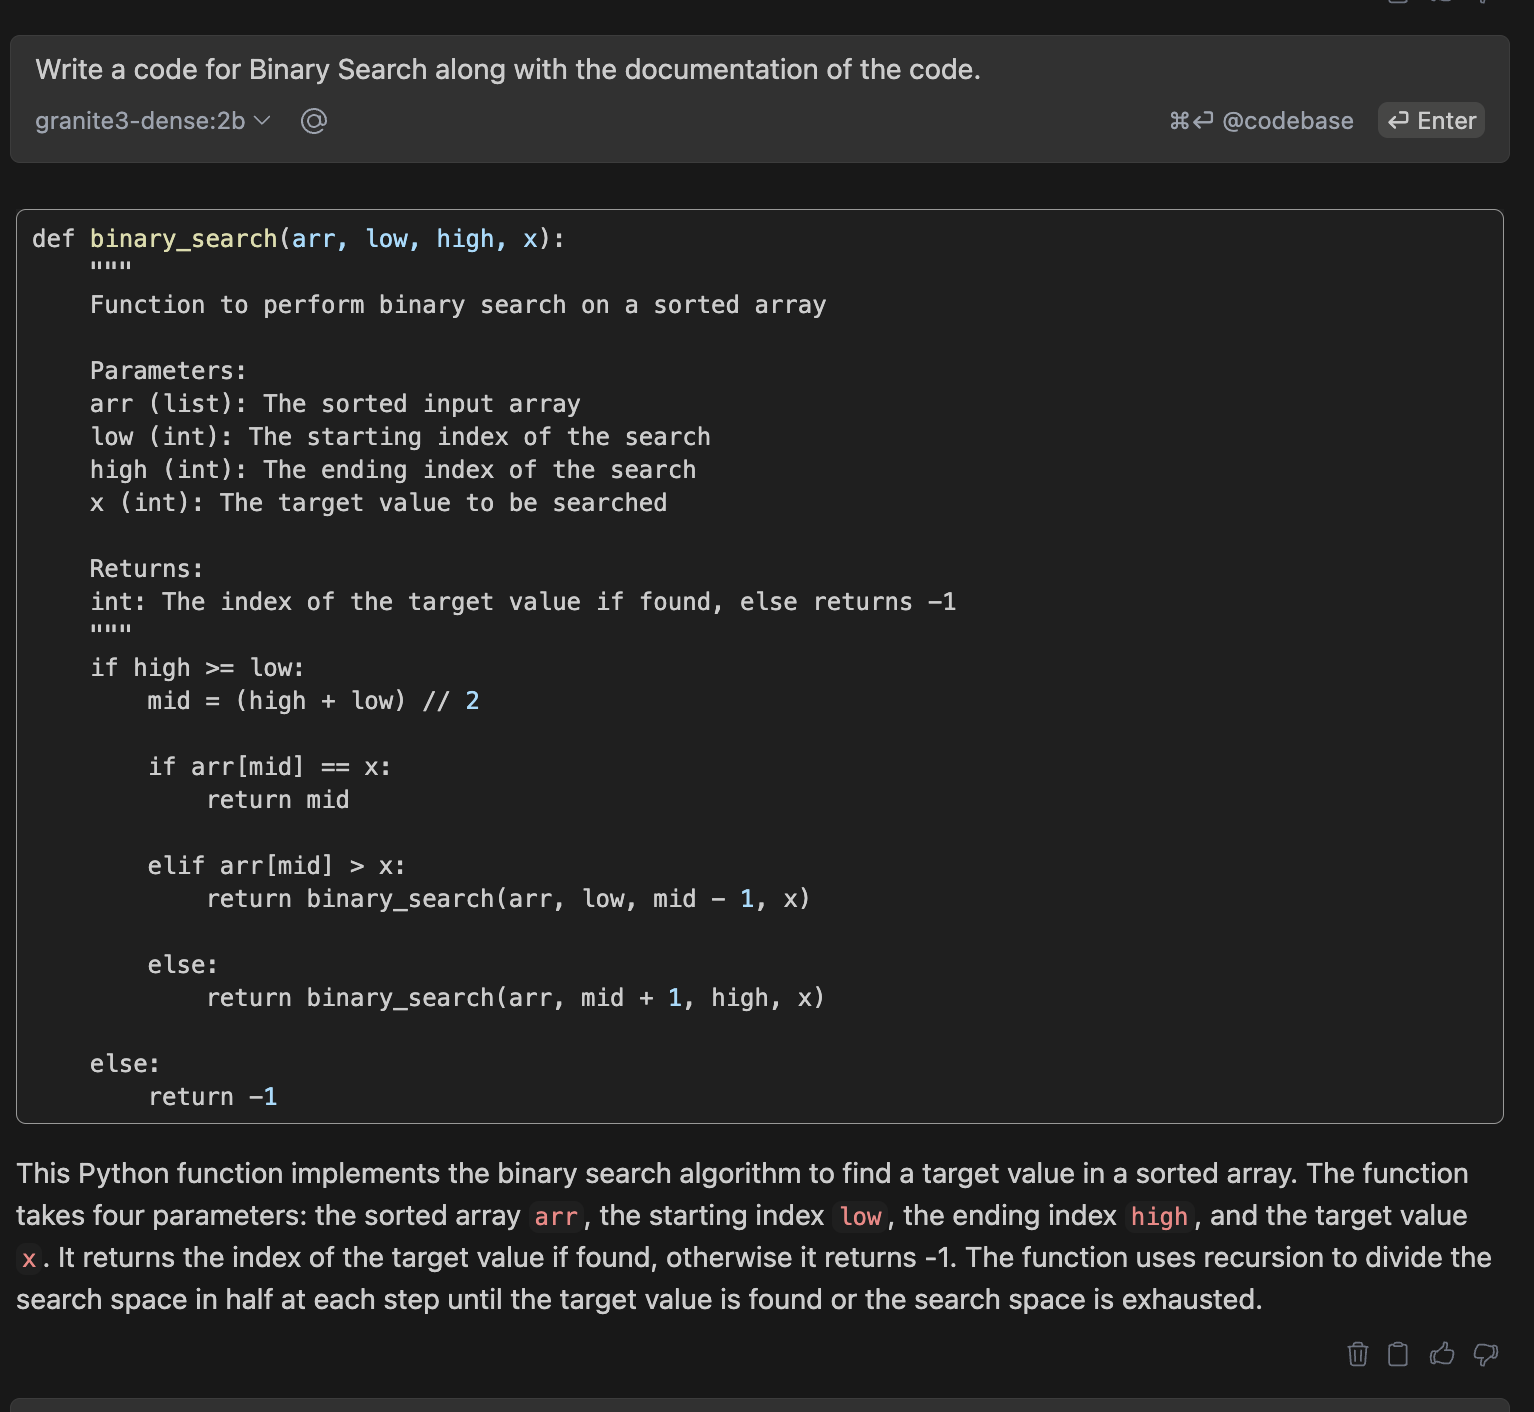 Write a code for Binary Search along with the documentation of the code.
granite3-dense:2b @ ⌘⏎ @codebase ⏎ Enter
def binary_search(arr, low, high, x):
    """
    Function to perform binary search on a sorted array

    Parameters:
    arr (list): The sorted input array
    low (int): The starting index of the search
    high (int): The ending index of the search
    x (int): The target value to be searched

    Returns:
    int: The index of the target value if found, else returns -1
    """
    if high >= low:
        mid = (high + low) // 2

        if arr[mid] == x:
            return mid

        elif arr[mid] > x:
            return binary_search(arr, low, mid - 1, x)

        else:
            return binary_search(arr, mid + 1, high, x)

    else:
        return -1
This Python function implements the binary search algorithm to find a target value in a sorted array. The function
takes four parameters: the sorted array arr, the starting index low, the ending index high, and the target value
x. It returns the index of the target value if found, otherwise it returns -1. The function uses recursion to divide the
search space in half at each step until the target value is found or the search space is exhausted.